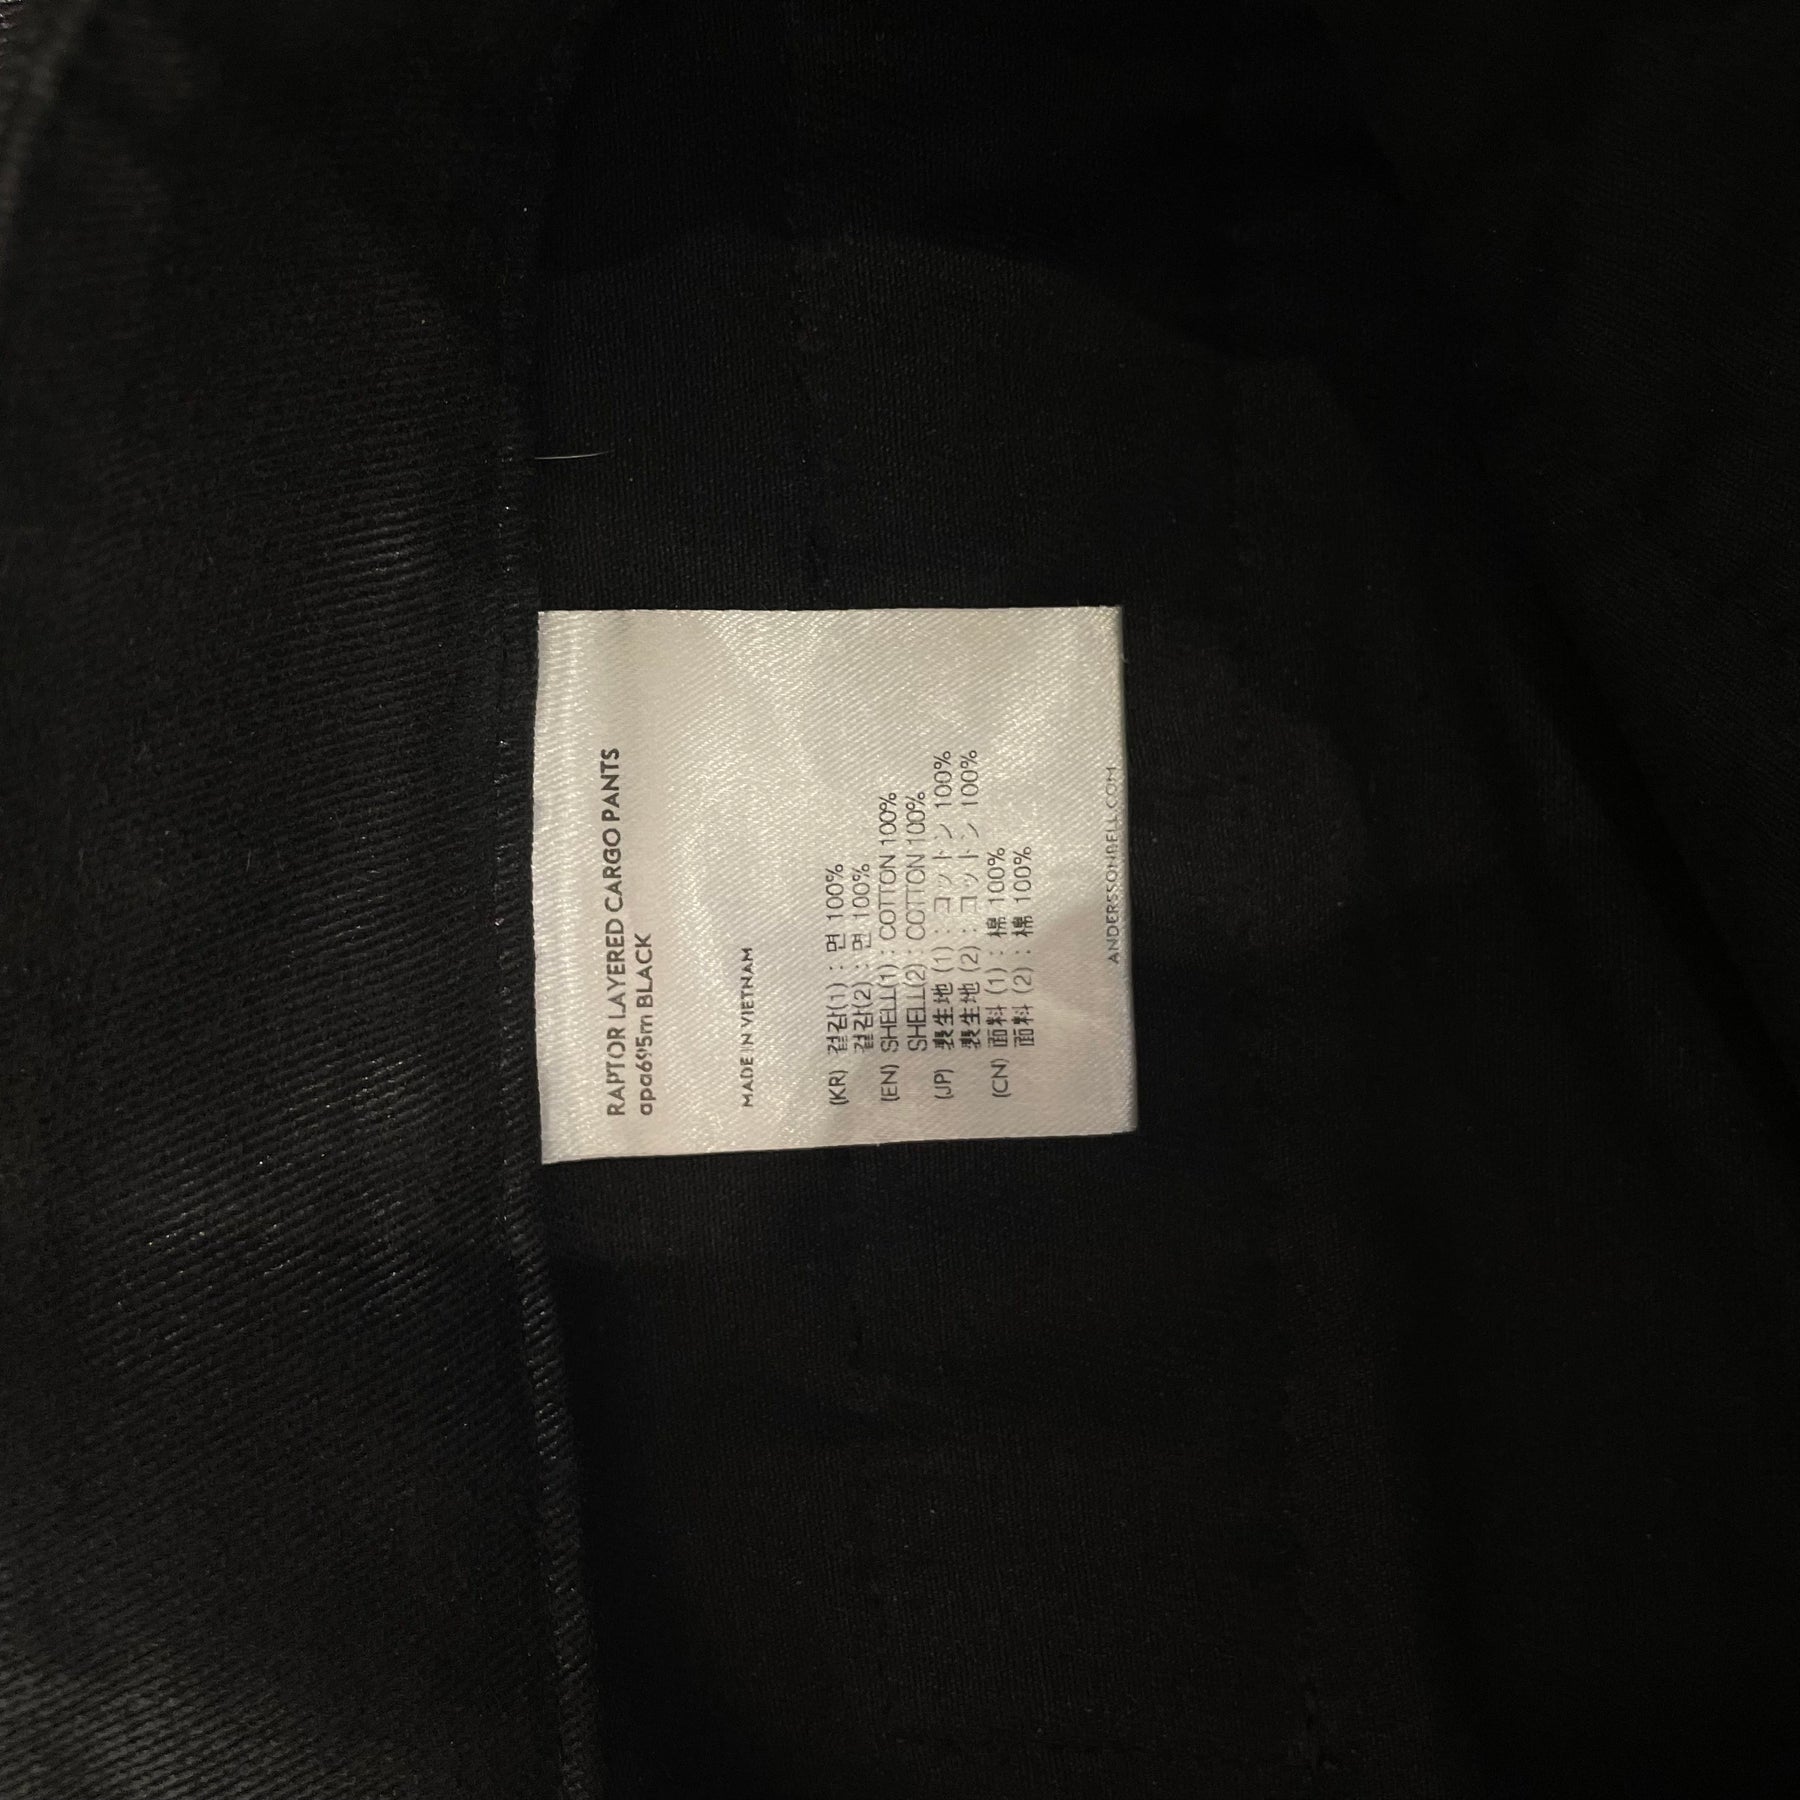 RAPTOR LAYERED CARGO PANTS
apa695m BLACK
MADE IN VIETNAM
(KR) 겉감(1) : 면 100%
겉감(2) : 면 100%
(EN) SHELL(1) : COTTON 100%
SHELL(2) : COTTON 100%
(JP) 表生地 (1) : コットン 100%
表生地 (2) : コットン 100%
(CN) 面料 (1) : 棉 100%
面料 (2) : 棉 100%
ANDERSSONBELL.COM